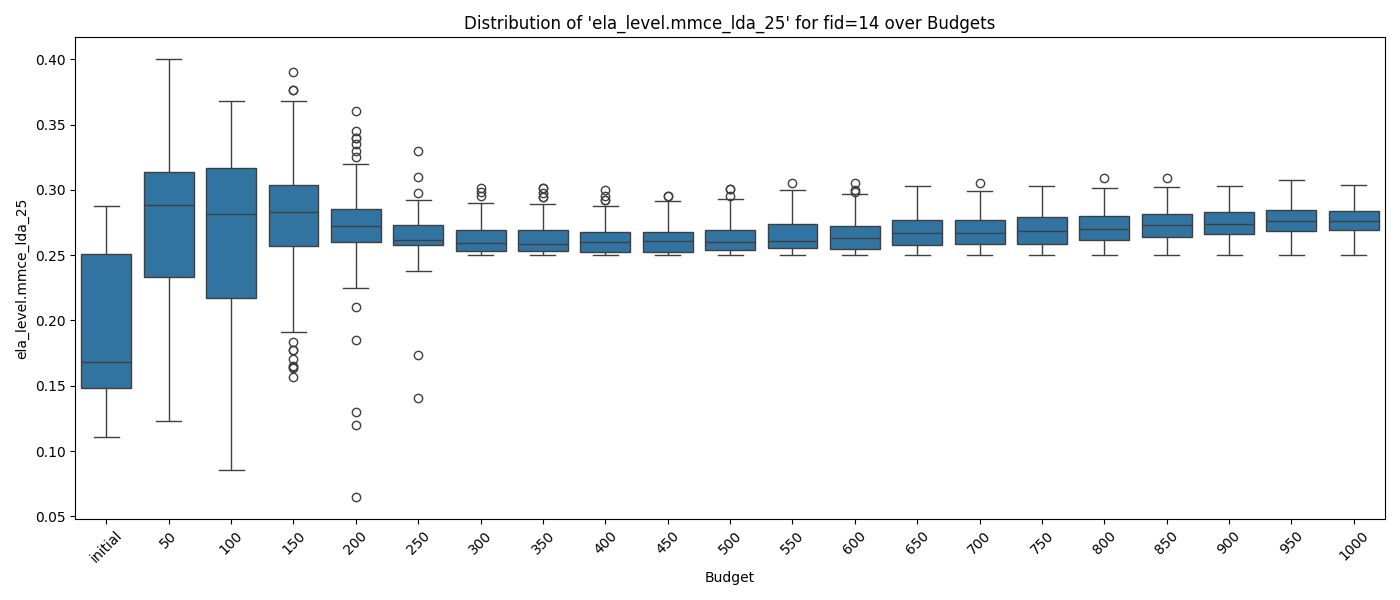 Distribution of 'ela_level.mmce_lda_25' for fid=14 over Budgets
ela_level.mmce_lda_25
0.40
0.35
0.30
0.25
0.20
0.15
0.10
0.05
initial 50 100 150 200 250 300 350 400 450 500 550 600 650 700 750 800 850 900 950 1000
Budget